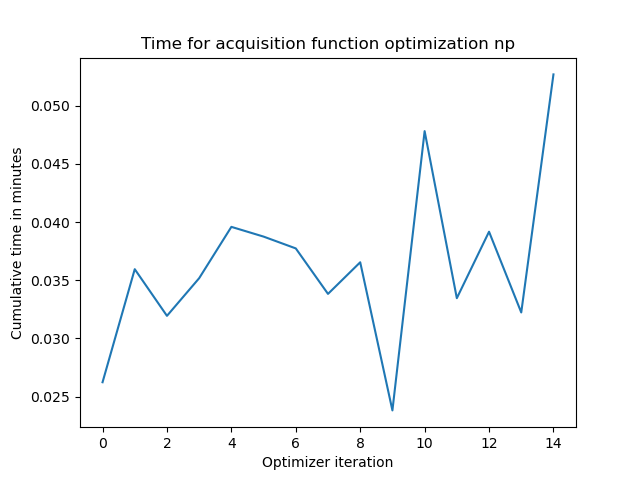 Time for acquisition function optimization np
Cumulative time in minutes
0.050
0.045
0.040
0.035
0.030
0.025
0 2 4 6 8 10 12 14
Optimizer iteration